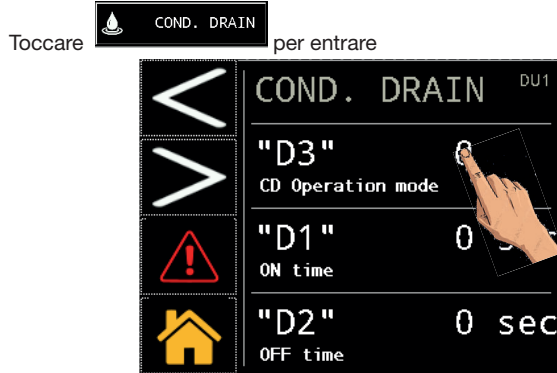 Toccare COND. DRAIN per entrare
COND. DRAIN DU1
"D3"
CD Operation mode
"D1" 0
ON time
"D2" 0 sec
OFF time